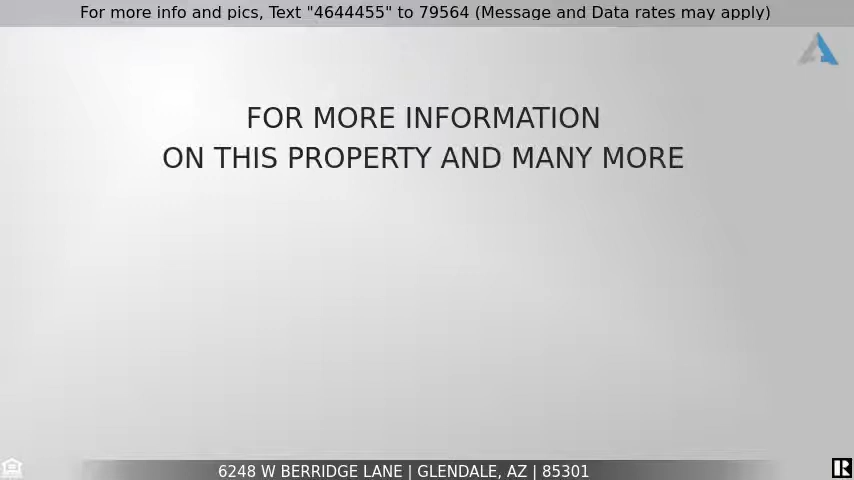 For more info and pics, Text "4644455" to 79564 (Message and Data rates may apply)
FOR MORE INFORMATION
ON THIS PROPERTY AND MANY MORE
6248 W BERRIDGE LANE | GLENDALE, AZ | 85301